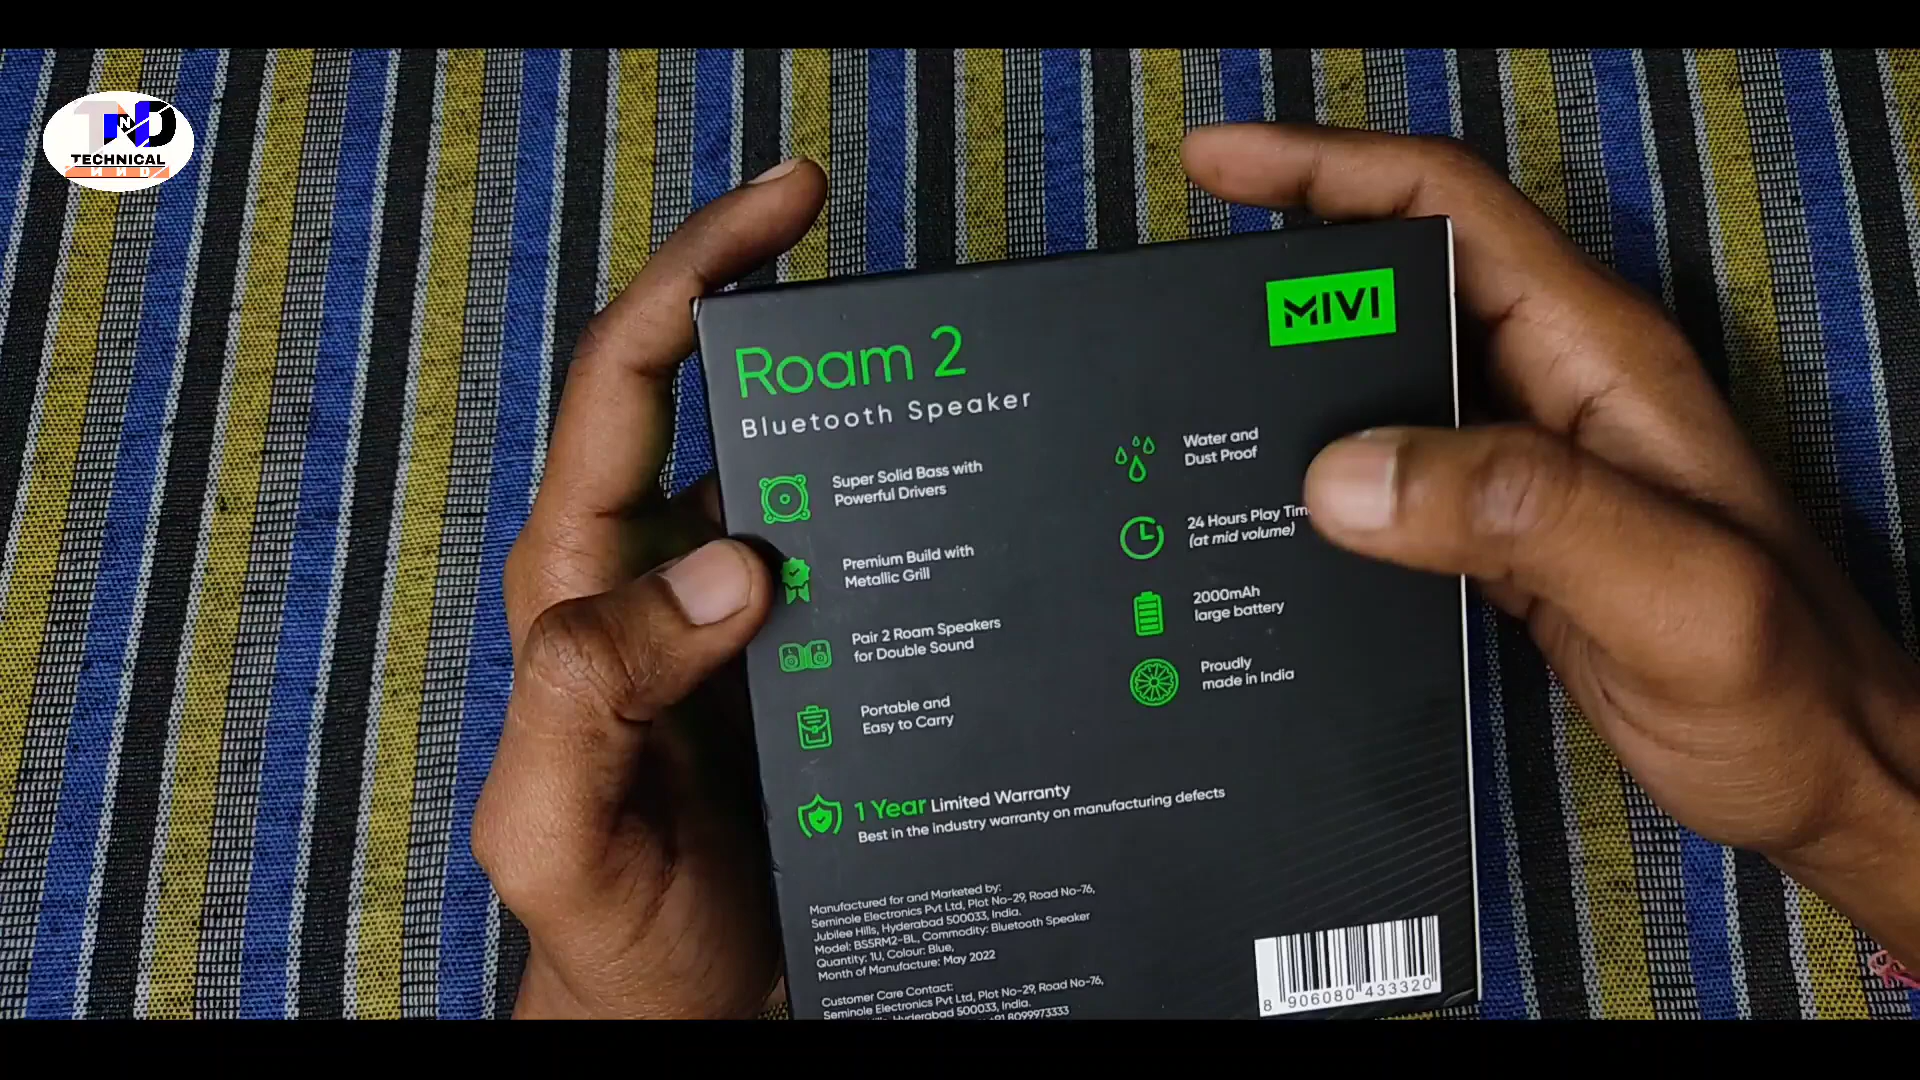 TND
TECHNICAL
MIVI
Roam 2
Bluetooth Speaker
Super Solid Bass with
Powerful Drivers
Premium Build with
Metallic Grill
Pair 2 Roam Speakers
for Double Sound
Portable and
Easy to Carry
Water and
Dust Proof
24 Hours Play Tim
(at mid volume)
2000mAh
large battery
Proudly
made in India
1 Year Limited Warranty
Best in the industry warranty on manufacturing defects
Manufactured for and Marketed by:
Seminole Electronics Pvt Ltd, Plot No-29, Road No-76,
Jubilee Hills, Hyderabad 500033, India.
Model: BSSRM2-BL, Commodity: Bluetooth Speaker
Quantity: 1U, Colour: Blue,
Month of Manufacture: May 2022
Customer Care Contact:
Seminole Electronics Pvt Ltd, Plot No-29, Road No-76,
Hyderabad 500033, India.
8099973333
8 906080 433320